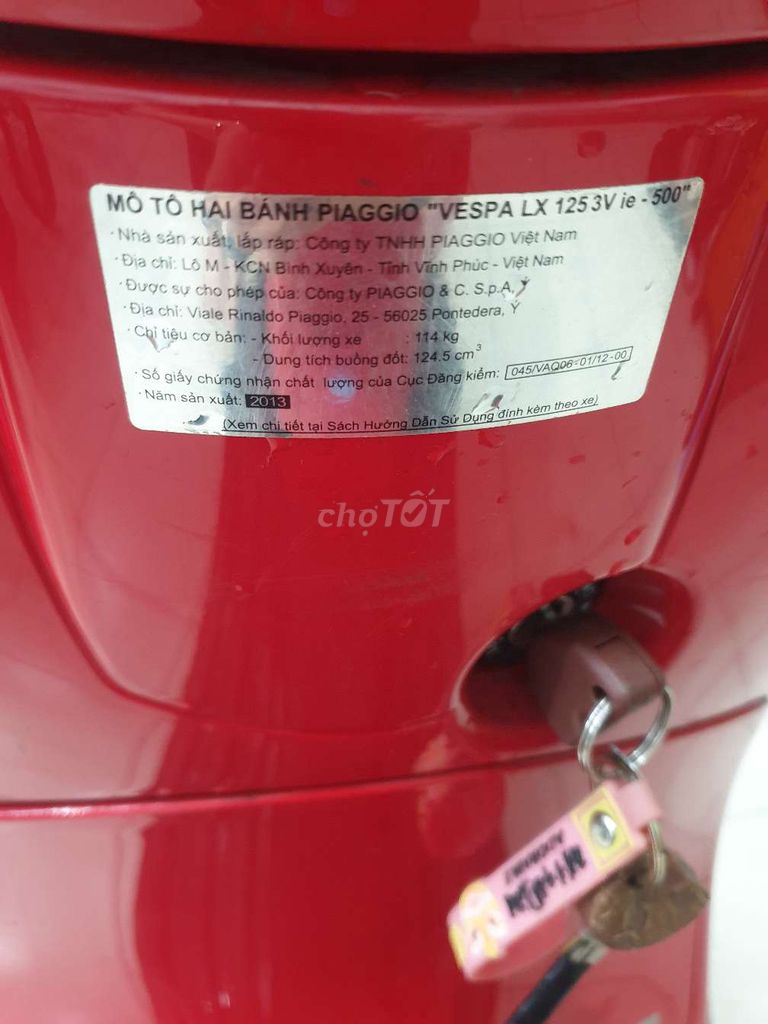 MÔ TÔ HAI BÁNH PIAGGIO "VESPA LX 125 3V ie - 500"
· Nhà sản xuất, lắp ráp: Công ty TNHH PIAGGIO Việt Nam
· Địa chỉ: Lô M - KCN Bình Xuyên - Tỉnh Vĩnh Phúc - Việt Nam
· Được sự cho phép của: Công ty PIAGGIO & C. S.p.A, Ý
· Địa chỉ: Viale Rinaldo Piaggio, 25 - 56025 Pontedera, Ý
· Chỉ tiêu cơ bản: - Khối lượng xe : 114 kg
- Dung tích buồng đốt: 124.5 cm³
· Số giấy chứng nhận chất lượng của Cục Đăng kiểm: 045/VAQ06-01/12-00
· Năm sản xuất: 2013
(Xem chi tiết tại Sách Hướng Dẫn Sử Dụng đính kèm theo xe)
chợTỐT